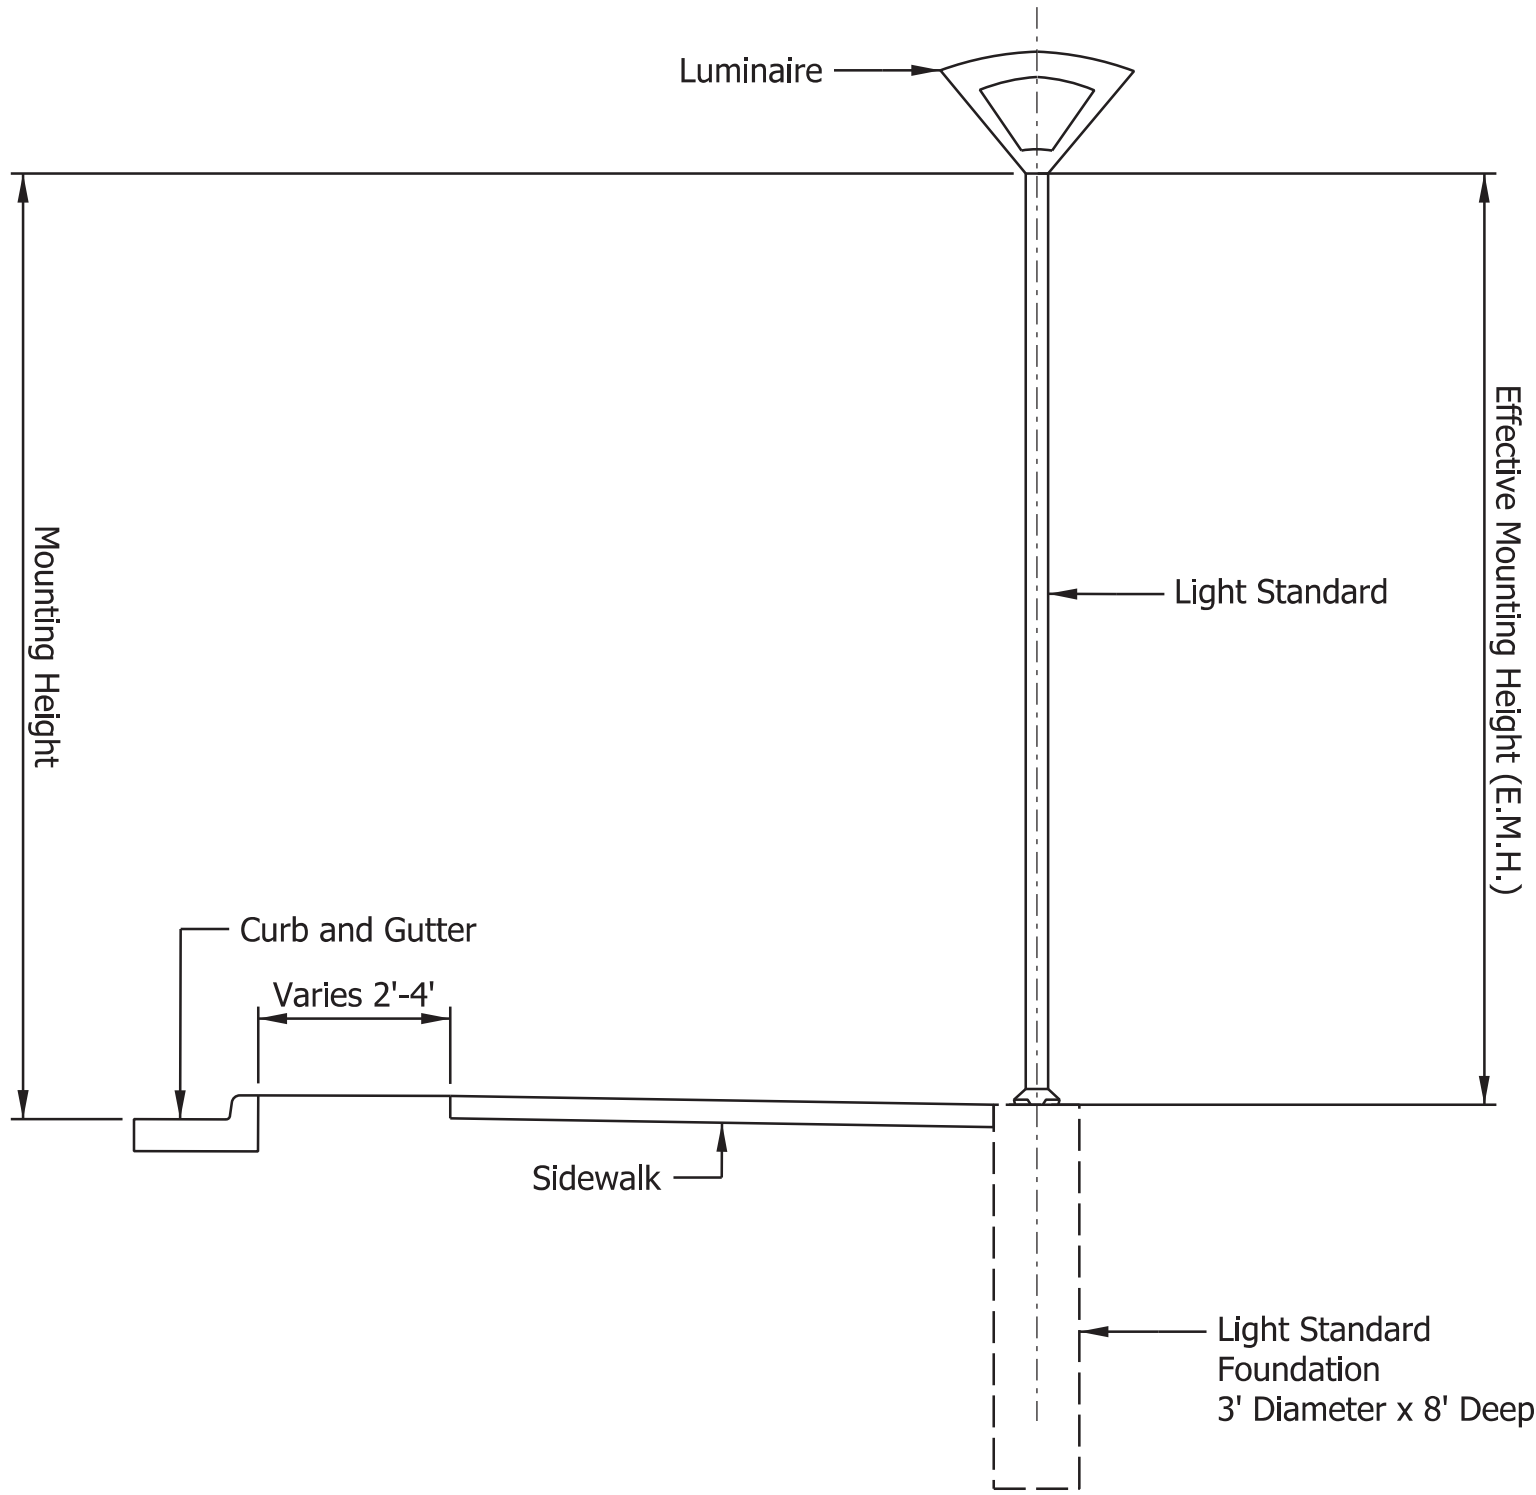 Luminaire
Effective Mounting Height (E.M.H.)
Mounting Height
Light Standard
Curb and Gutter
Varies 2'-4'
Sidewalk
Light Standard
Foundation
3' Diameter x 8' Deep